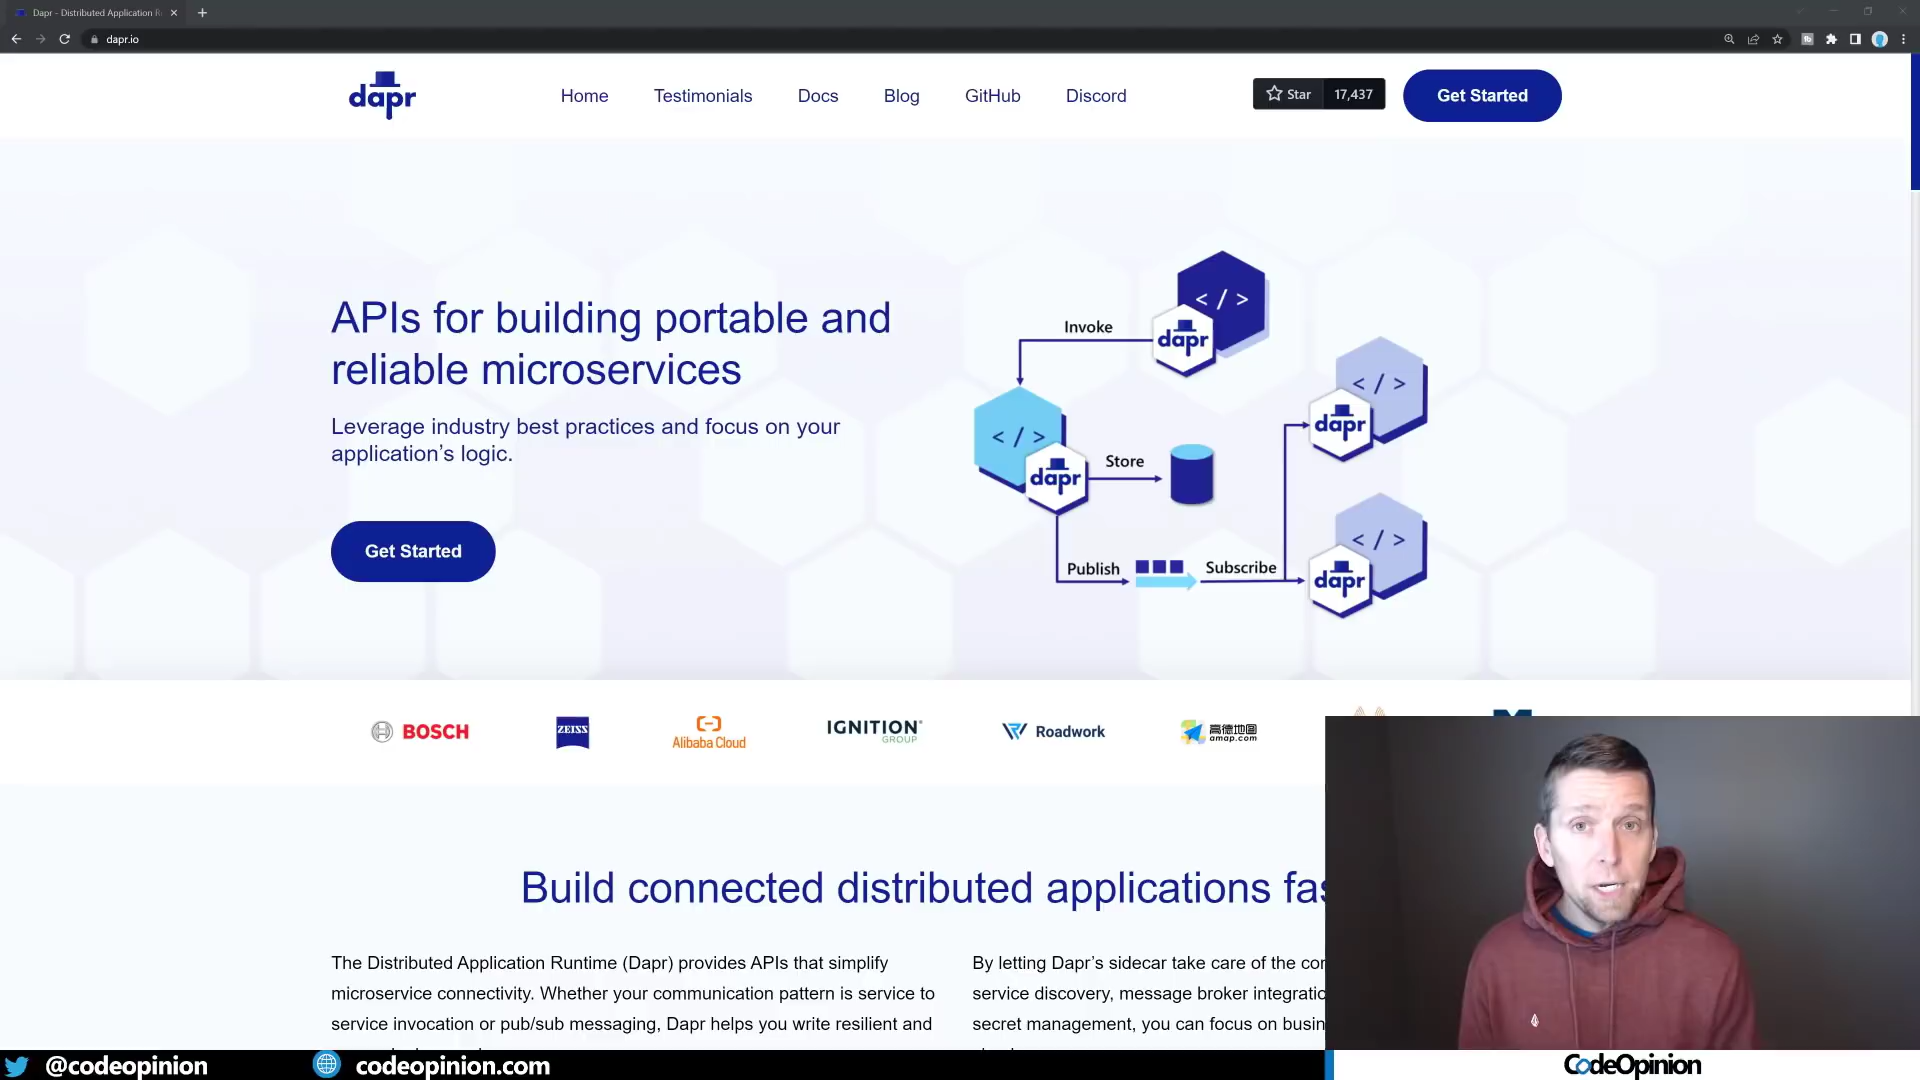 Dapr - Distributed Application R
dapr.io
dapr
Home
Testimonials
Docs
Blog
GitHub
Discord
Star
17,437
Get Started
APIs for building portable and
reliable microservices
Leverage industry best practices and focus on your
application's logic.
Get Started
</>
dapr
Invoke
</>
dapr
</>
dapr
Store
</>
dapr
Publish
Subscribe
BOSCH
ZEISS
Alibaba Cloud
IGNITION
GROUP
Roadwork
高德地图
amap.com
Build connected distributed applications fas
The Distributed Application Runtime (Dapr) provides APIs that simplify
microservice connectivity. Whether your communication pattern is service to
service invocation or pub/sub messaging, Dapr helps you write resilient and
By letting Dapr's sidecar take care of the co
service discovery, message broker integratio
secret management, you can focus on busin
@codeopinion
codeopinion.com
CodeOpinion